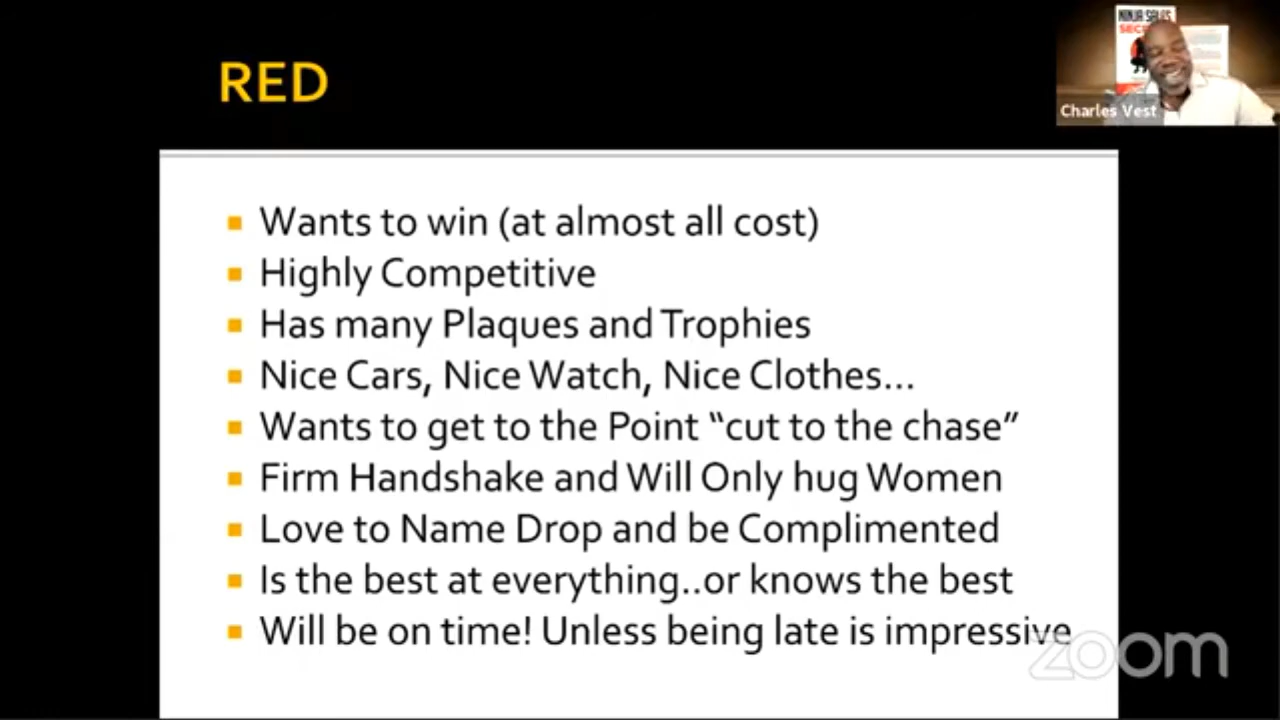 RED
NINJA SALES
SEC
Charles Vest
Wants to win (at almost all cost)
Highly Competitive
Has many Plaques and Trophies
Nice Cars, Nice Watch, Nice Clothes...
Wants to get to the Point “cut to the chase”
Firm Handshake and Will Only hug Women
Love to Name Drop and be Complimented
Is the best at everything..or knows the best
Will be on time! Unless being late is impressive
zoom